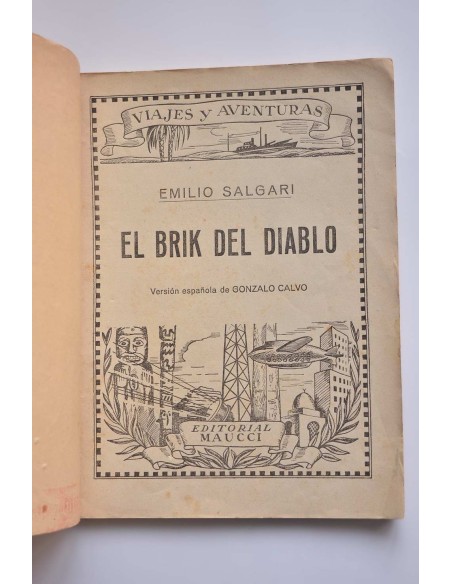 VIAJES Y AVENTURAS
EMILIO SALGARI
EL BRIK DEL DIABLO
Versión española de GONZALO CALVO
EDITORIAL
MAUCCI